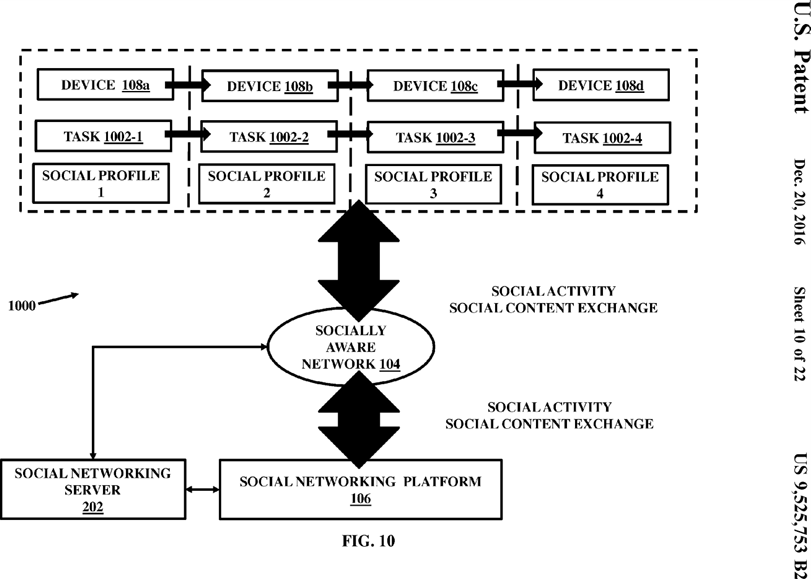 U.S. Patent
Dec. 20, 2016
Sheet 10 of 22
US 9,525,753 B2
DEVICE 108a
DEVICE 108b
DEVICE 108c
DEVICE 108d
TASK 1002-1
TASK 1002-2
TASK 1002-3
TASK 1002-4
SOCIAL PROFILE
1
SOCIAL PROFILE
2
SOCIAL PROFILE
3
SOCIAL PROFILE
4
1000
SOCIAL ACTIVITY
SOCIAL CONTENT EXCHANGE
SOCIALLY
AWARE
NETWORK 104
SOCIAL ACTIVITY
SOCIAL CONTENT EXCHANGE
SOCIAL NETWORKING
SERVER
202
SOCIAL NETWORKING PLATFORM
106
FIG. 10